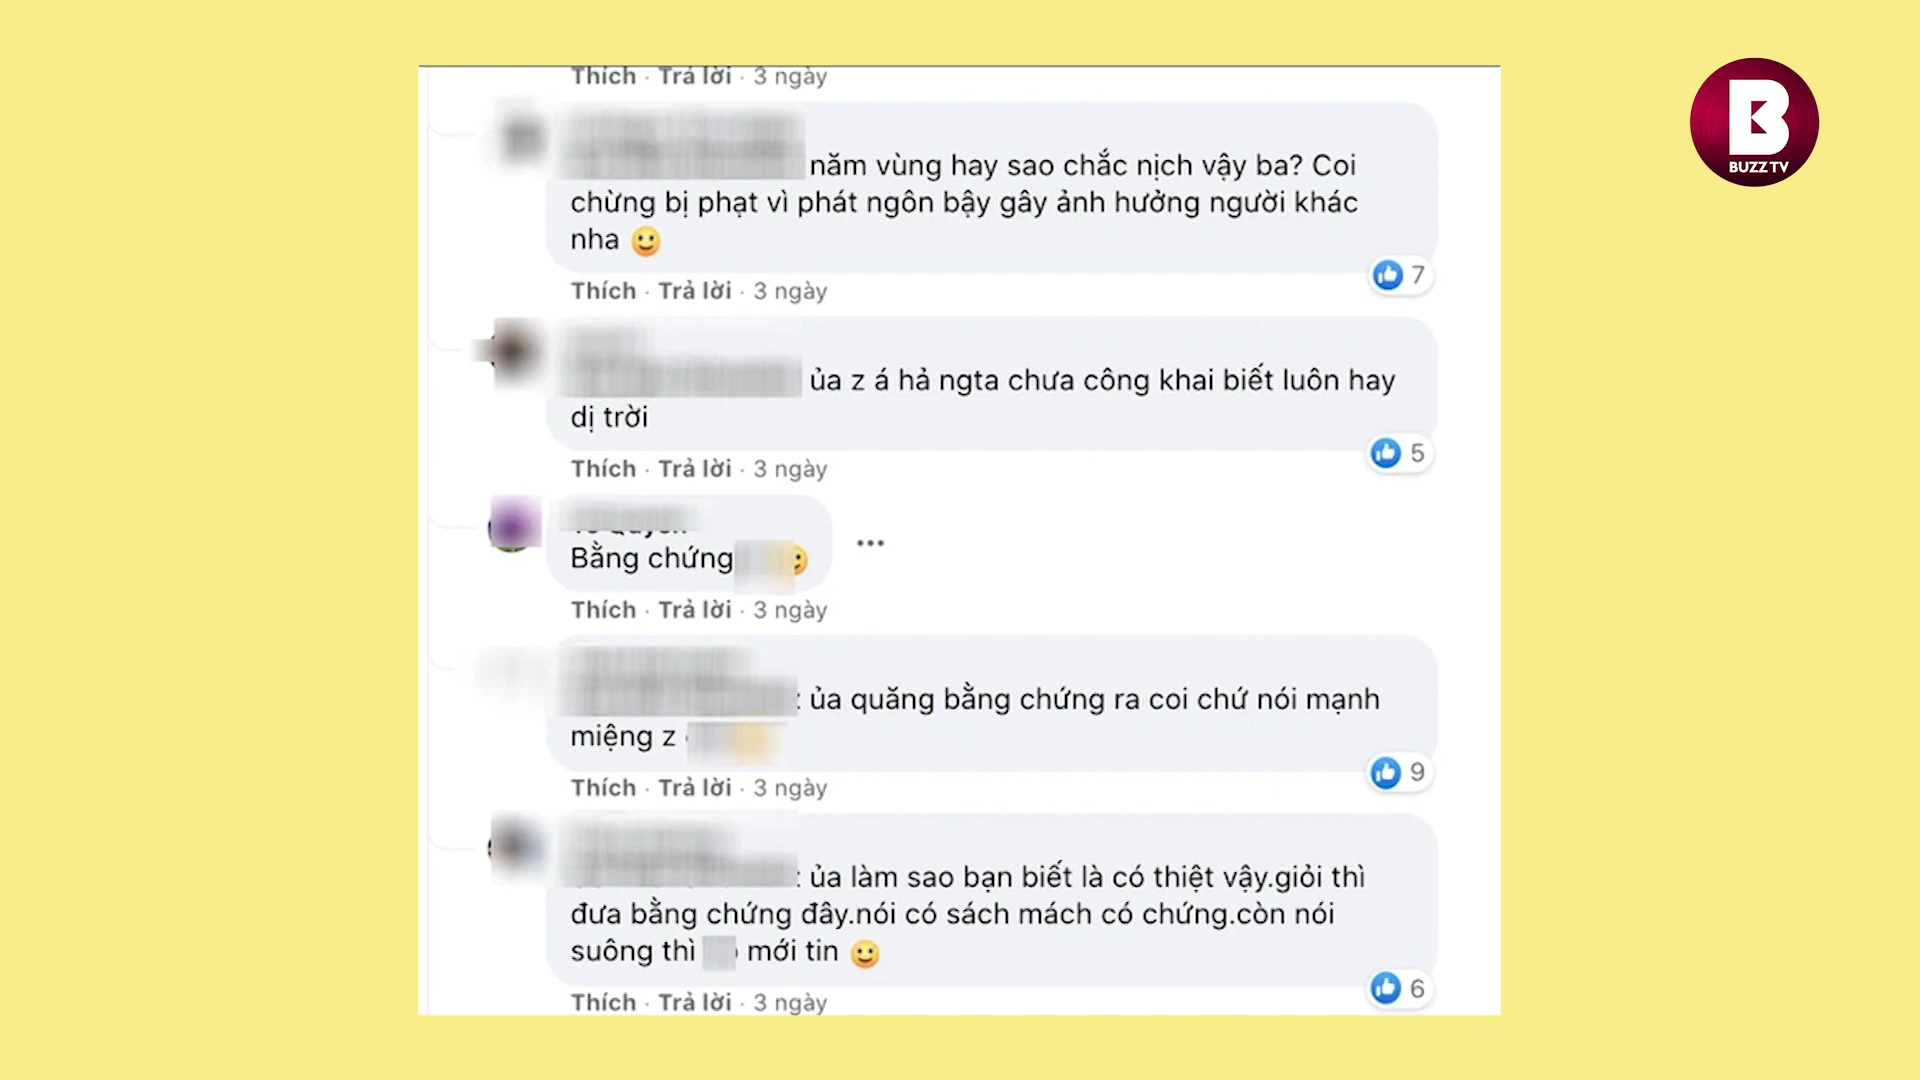 Thích · Trả lời · 3 ngày
B
BUZZ TV
năm vùng hay sao chắc nịch vậy ba? Coi
chừng bị phạt vì phát ngôn bậy gây ảnh hưởng người khác
nha 🙂
7
Thích · Trả lời · 3 ngày
ủa z á hả ngta chưa công khai biết luôn hay
dị trời
5
Thích · Trả lời · 3 ngày
Bằng chứng
Thích · Trả lời · 3 ngày
ủa quăng bằng chứng ra coi chứ nói mạnh
miệng z
9
Thích · Trả lời · 3 ngày
ủa làm sao bạn biết là có thiệt vậy.giỏi thì
đưa bằng chứng đây.nói có sách mách có chứng.còn nói
suông thì mới tin 🙂
6
Thích · Trả lời · 3 ngày